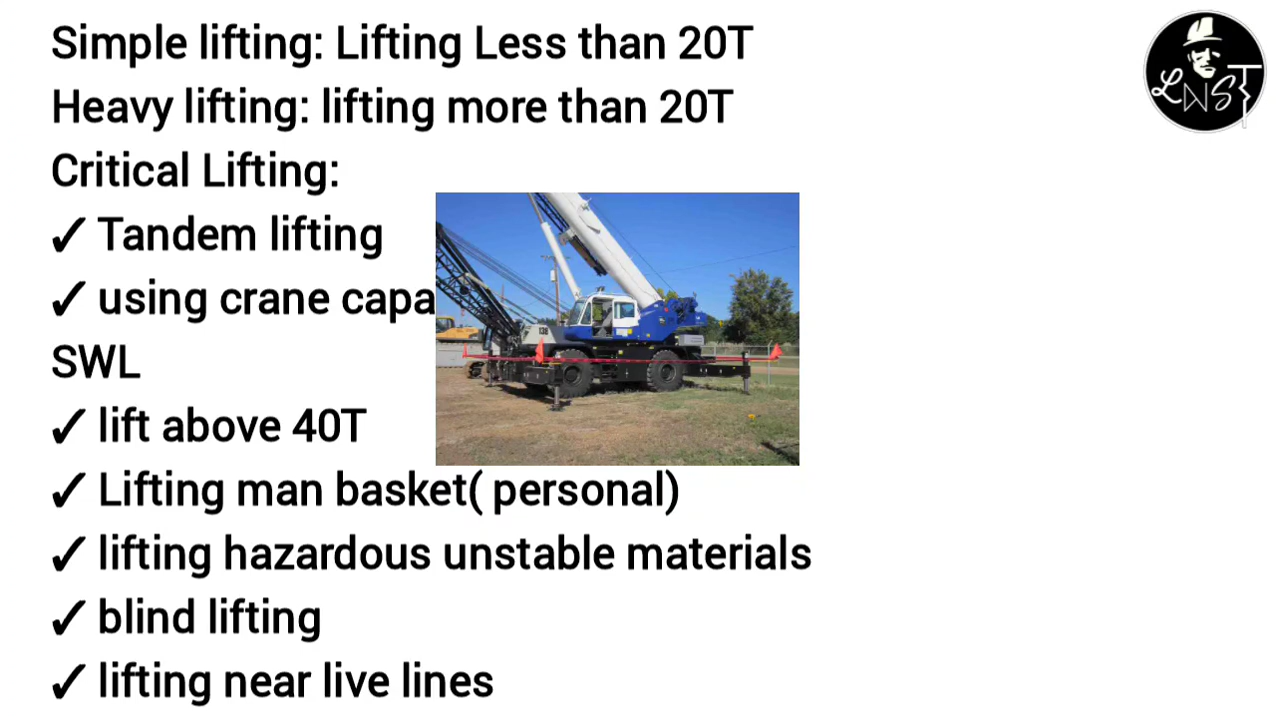 Simple lifting: Lifting Less than 20T
Heavy lifting: lifting more than 20T
Critical Lifting:
✓ Tandem lifting
✓ using crane capa
SWL
✓ lift above 40T
✓ Lifting man basket( personal)
✓ lifting hazardous unstable materials
✓ blind lifting
✓ lifting near live lines
LNST